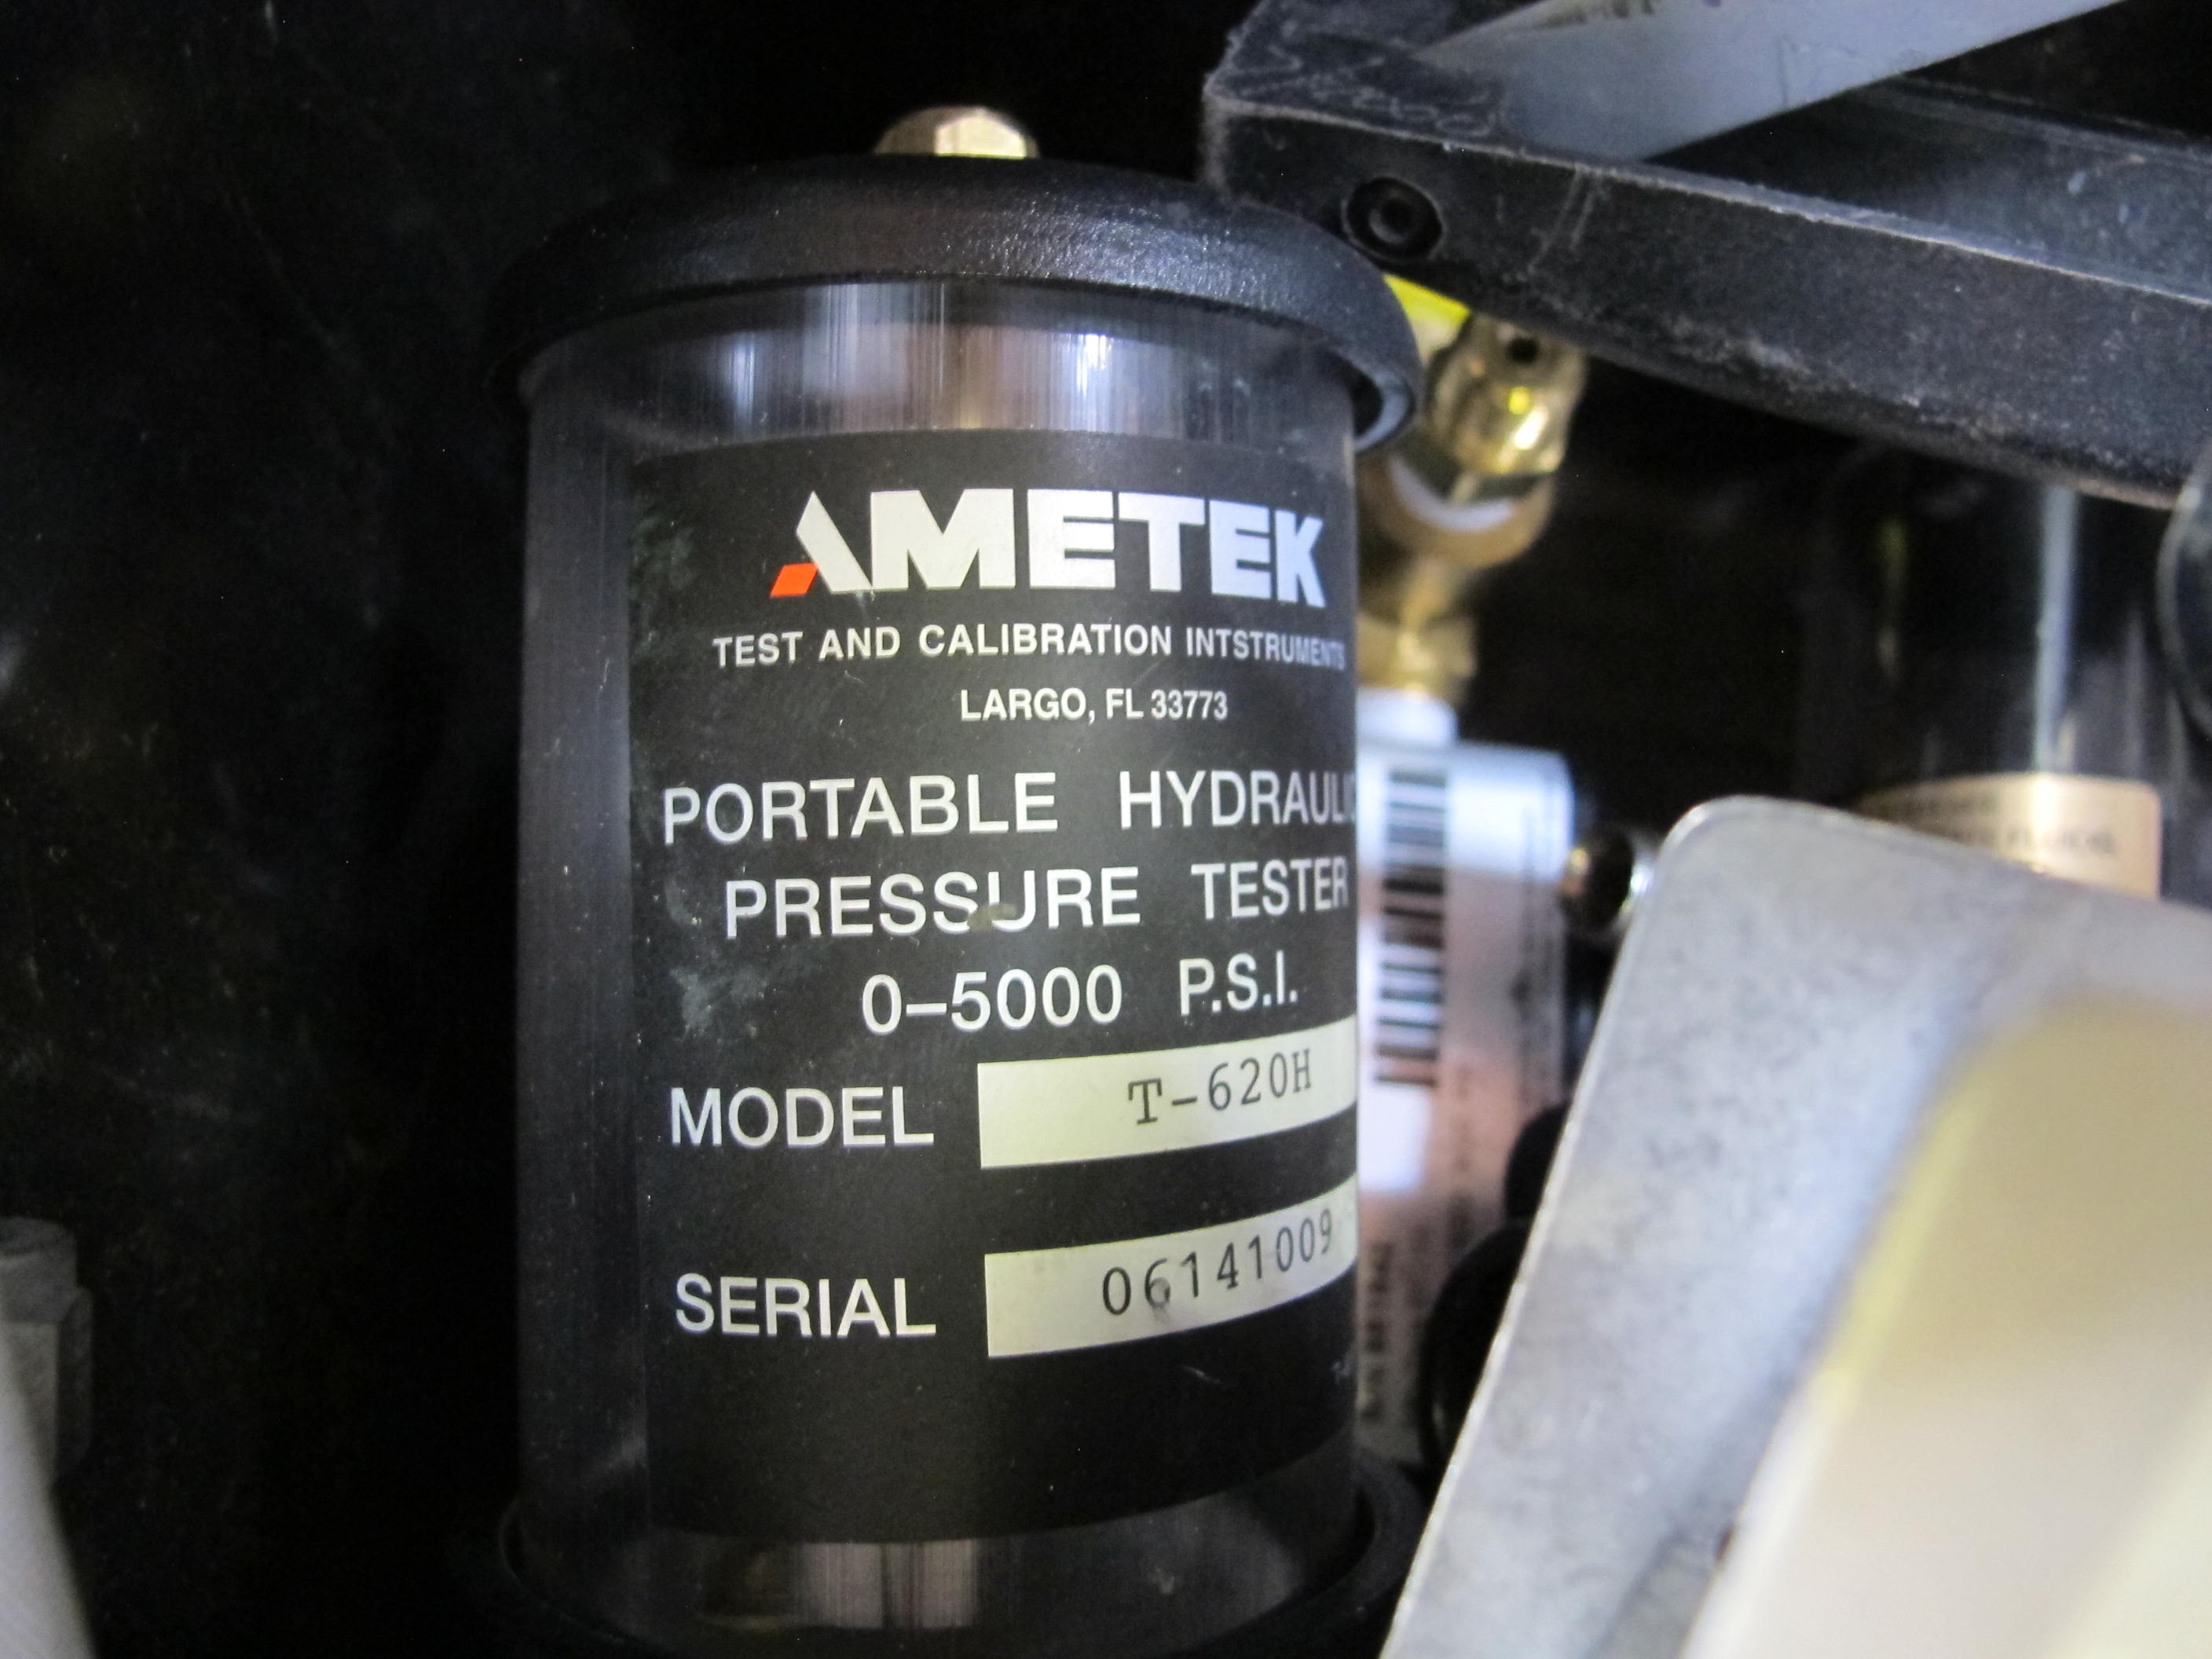 AMETEK
TEST AND CALIBRATION INTSTRUMENTS
LARGO, FL 33773
PORTABLE HYDRAULIC
PRESSURE TESTER
0–5000 P.S.I.
MODEL T-620H
SERIAL 06141009